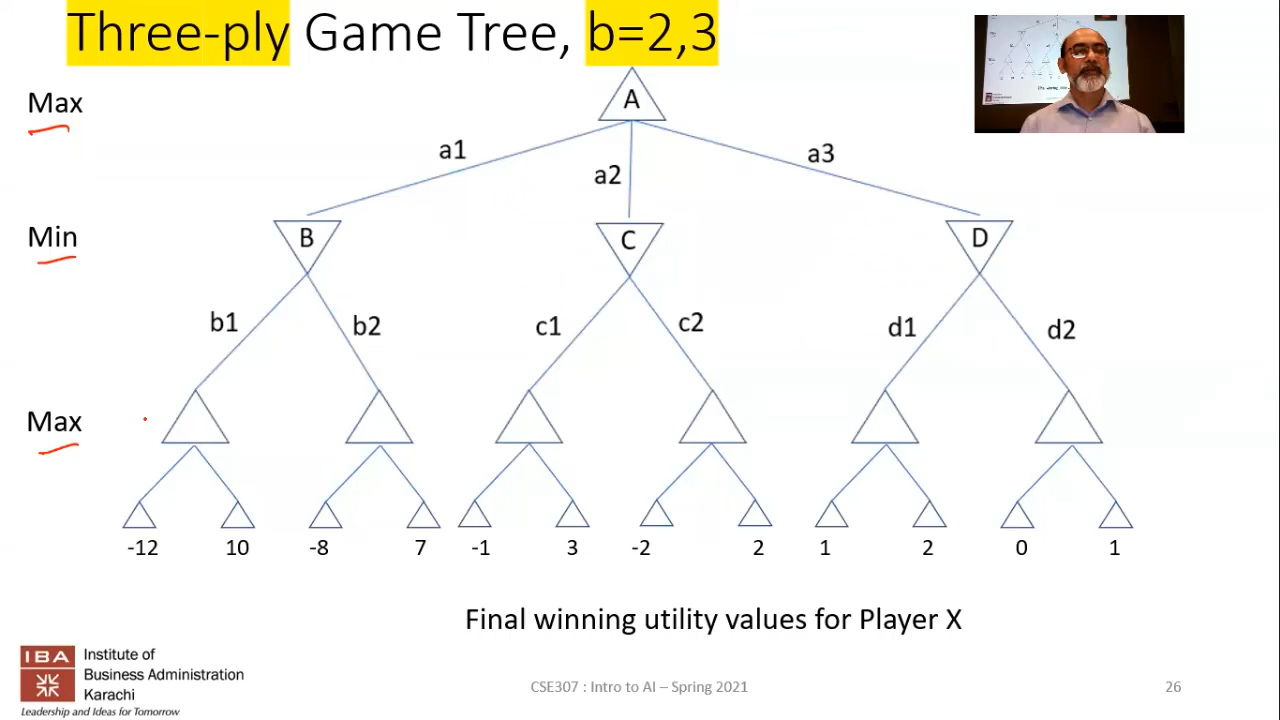 Three-ply Game Tree, b=2,3
Max
A
a1
a2
a3
Min
B
C
D
b1
b2
c1
c2
d1
d2
Max
-12 10 -8 7 -1 3 -2 2 1 2 0 1
Final winning utility values for Player X
IBA
Institute of
Business Administration
Karachi
Leadership and Ideas for Tomorrow
CSE307 : Intro to AI – Spring 2021
26